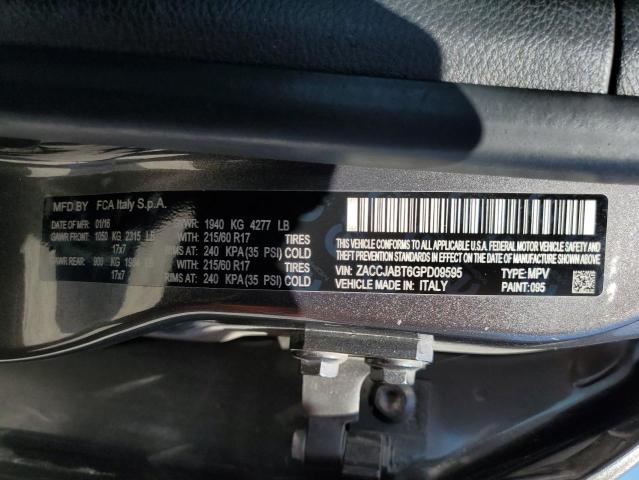 MFD BY FCA Italy S.p.A.
DATE OF MFD: 01/16 GVWR 1940 KG 4277 LB
GAWR FRONT: 1050 KG 2315 LB WITH 215/60 R17 TIRES
17x7 RIMS AT: 240 KPA (35 PSI) COLD
GAWR REAR: 900 KG 1984 LB WITH: 215/60 R17 TIRES
17x7 RIMS AT: 240 KPA (35 PSI) COLD
THIS VEHICLE CONFORMS TO ALL APPLICABLE U.S.A. FEDERAL MOTOR VEHICLE SAFETY AND
THEFT PREVENTION STANDARDS IN EFFECT ON THE DATE OF MANUFACTURE SHOWN ABOVE.
VIN: ZACCJABT6GPD09595 TYPE: MPV
VEHICLE MADE IN: ITALY PAINT: 095